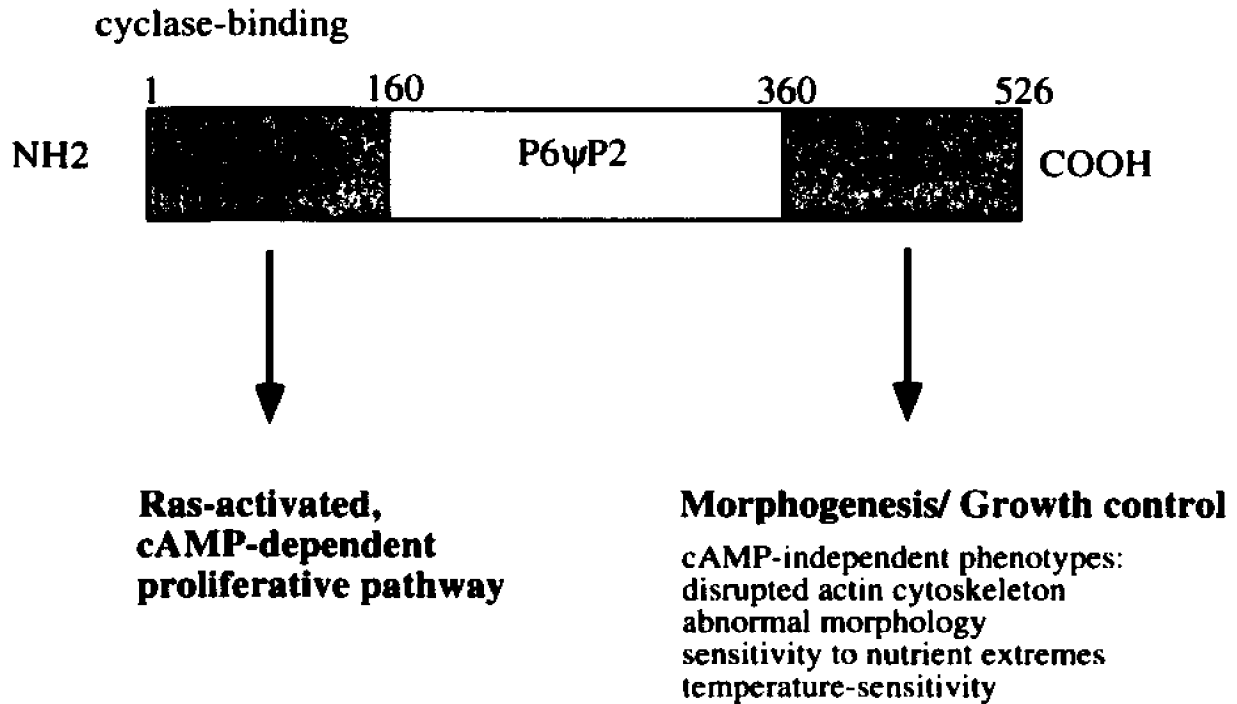 cyclase-binding
1 160 360 526
NH2 P6ψP2 COOH
Ras-activated,
cAMP-dependent
proliferative pathway
Morphogenesis/ Growth control
cAMP-independent phenotypes:
disrupted actin cytoskeleton
abnormal morphology
sensitivity to nutrient extremes
temperature-sensitivity